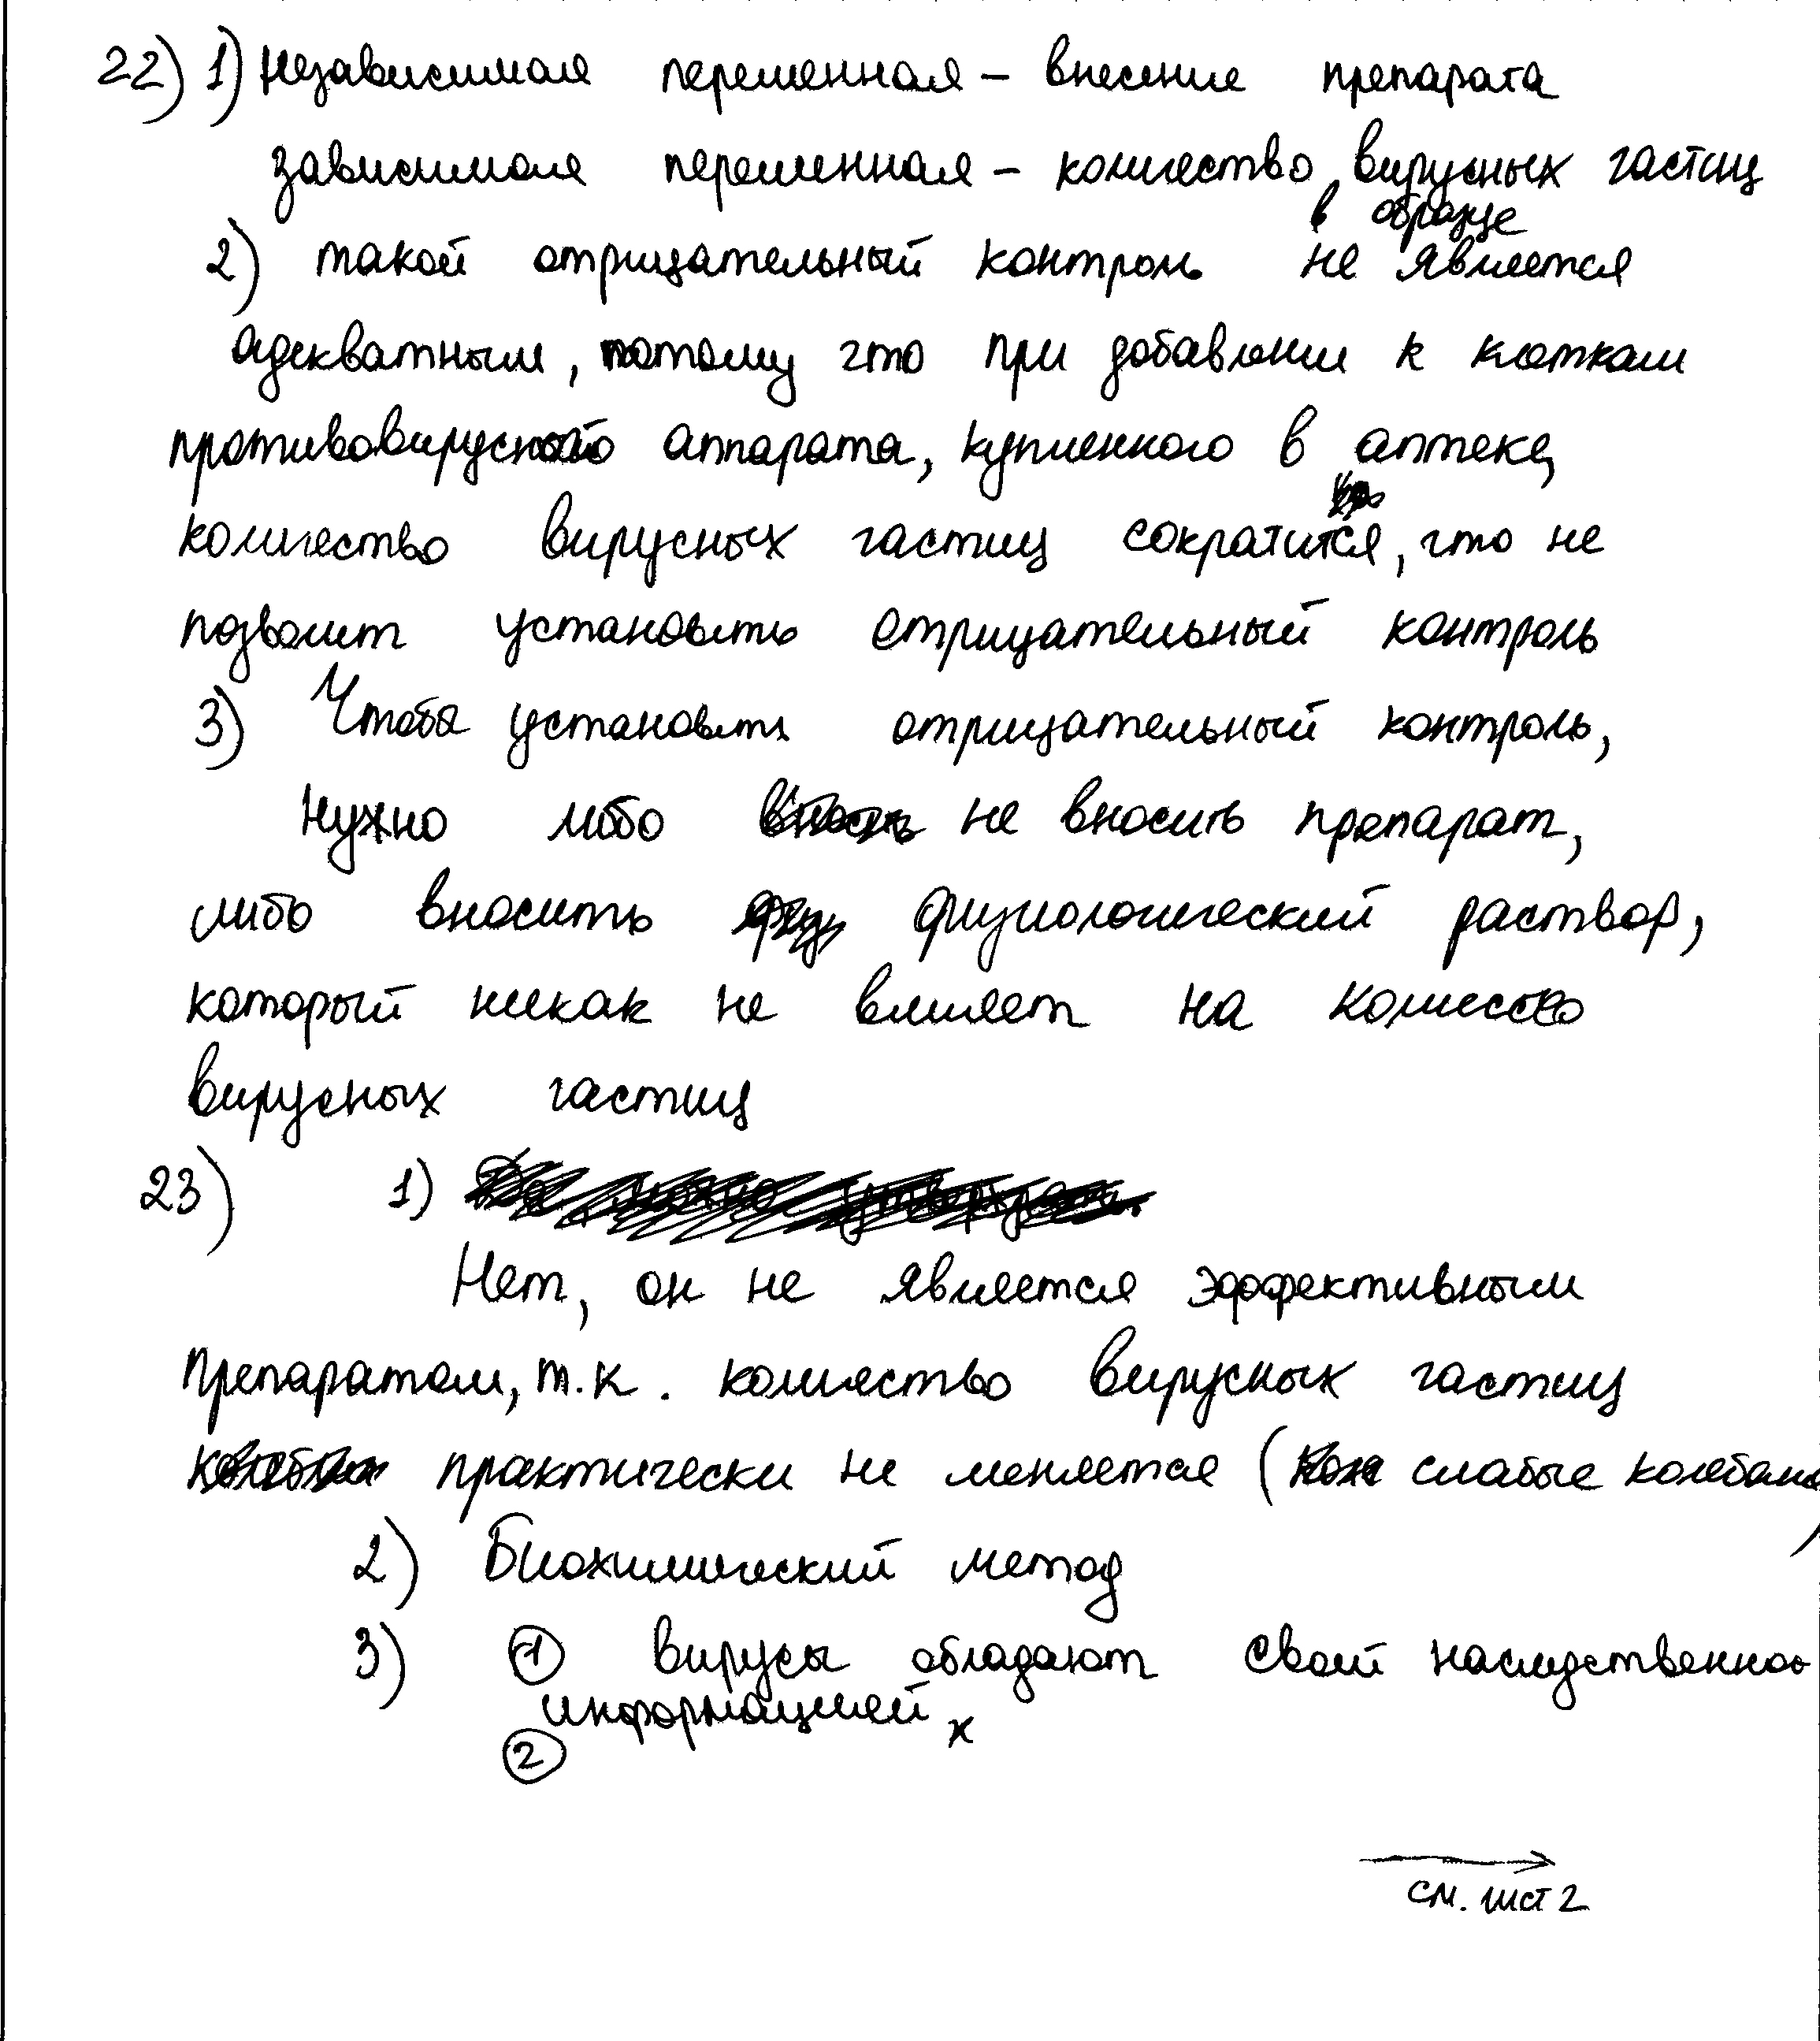 22) 1) Независимая переменная – внесение препарата
зависимая переменная – количество вирусных частиц
в образце
2) такой отрицательный контроль не является
адекватным, потому что при добавлении к клеткам
противовирусного аппарата, купленного в аптеке,
количество вирусных частиц сократится, что не
позволит установить отрицательный контроль
3) Чтобы установить отрицательный контроль,
нужно либо не вносить препарат,
либо вносить физиологический раствор,
который никак не влияет на количество
вирусных частиц
23) 1)
Нет, он не является эффективным
препаратом, т.к. количество вирусных частиц
практически не меняется (слабые колебания)
2) Биохимический метод
3) ① вирусы обладают своей наследственной
информацией
②
см. лист 2